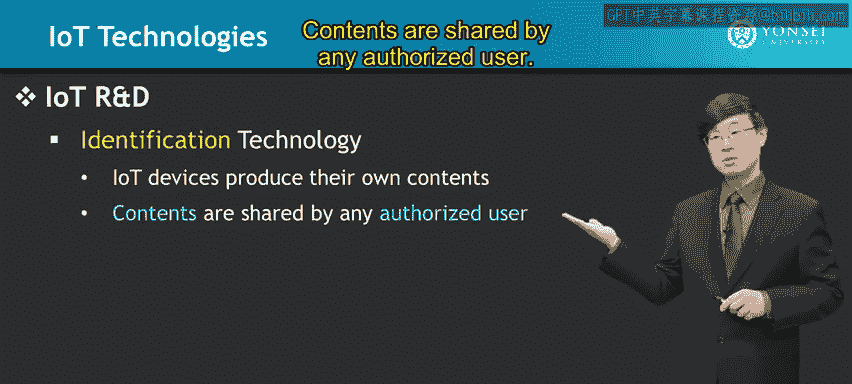 IoT Technologies
Contents are shared by
any authorized user.
YONSEI
UNIVERSITY
❖ IoT R&D
▪ Identification Technology
• IoT devices produce their own contents
• Contents are shared by any authorized user